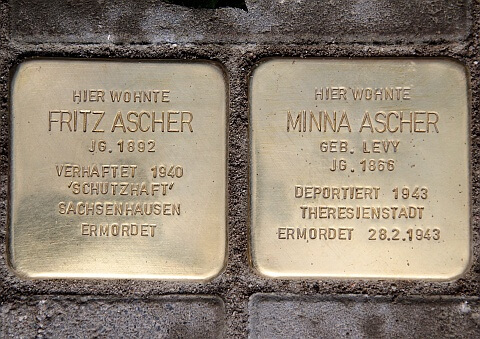 HIER WOHNTE
FRITZ ASCHER
JG. 1892
VERHAFTET 1940
'SCHUTZHAFT'
SACHSENHAUSEN
ERMORDET
HIER WOHNTE
MINNA ASCHER
GEB. LEVY
JG. 1866
DEPORTIERT 1943
THERESIENSTADT
ERMORDET 28.2.1943